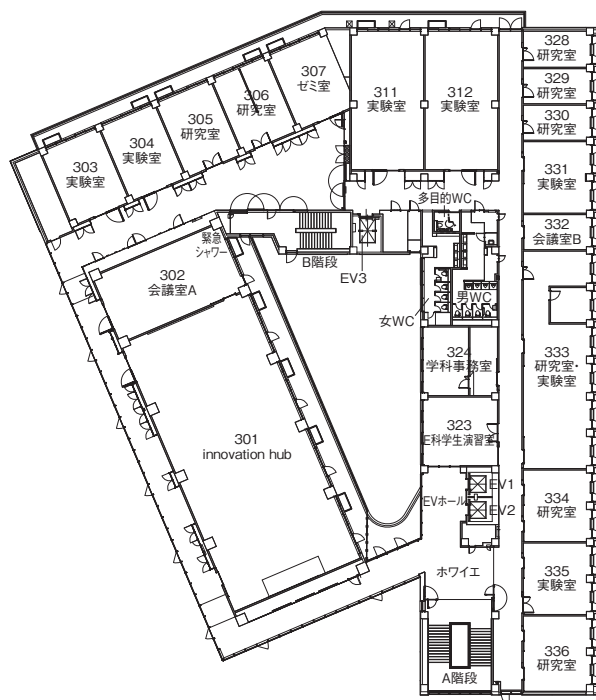 328
研究室
329
研究室
330
研究室
331
実験室
332
会議室B
333
研究室・
実験室
334
研究室
335
実験室
336
研究室
307
ゼミ室
306
研究室
305
研究室
304
実験室
303
実験室
311
実験室
312
実験室
多目的WC
緊急
シャワー
B階段
EV3
302
会議室A
女WC
男WC
324
学科事務室
323
E科学生演習室
301
innovation hub
EVホール
EV1
EV2
ホワイエ
A階段